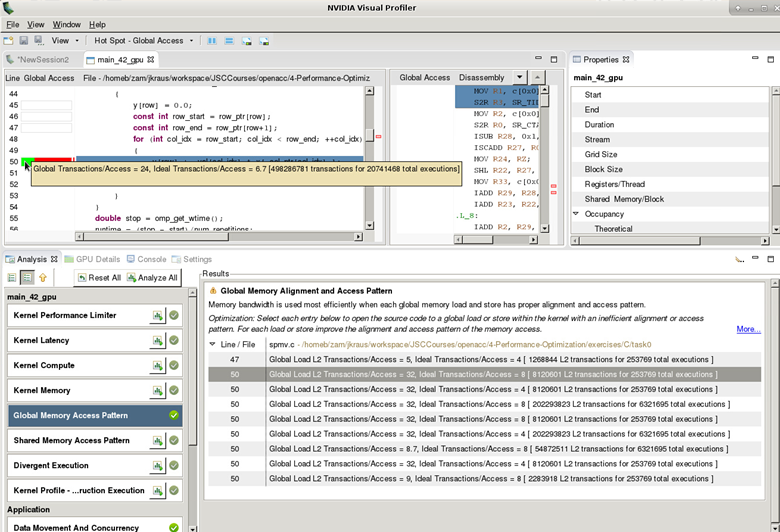 NVIDIA Visual Profiler
File View Window Help
View Hot Spot - Global Access
*NewSession2 main_42_gpu
Line Global Access File - /homeb/zam/jkraus/workspace/JSCCourses/openacc/4-Performance-Optimiz
44 {
45 y[row] = 0.0;
46 const int row_start = row_ptr[row];
47 const int row_end = row_ptr[row+1];
48 for (int col_idx = row_start; col_idx < row_end; ++col_idx)
49 {
50
Global Transactions/Access = 24, Ideal Transactions/Access = 6.7 [498286781 transactions for 20741468 total executions]
51
52
53 }
54 }
55 double stop = omp_get_wtime();
56 runtime = (stop - start)/num_repetitions;
Global Access Disassembly
MOV R1, c[0x0]
S2R R0, SR_TID
MOV R2, c[0x0]
S2R R0, SR_CTA
ISUB R28, 0x1,
ISCADD R27, R0
MOV R24, RZ;
SHL R22, R27,
MOV R33, c[0x0
IADD R29, R28,
IADD R23, R22,
.L_8:
IADD R2, R29,
Properties
main_42_gpu
Start
End
Duration
Stream
Grid Size
Block Size
Registers/Thread
Shared Memory/Block
Occupancy
Theoretical
Analysis GPU Details Console Settings
Reset All Analyze All
main_42_gpu
Kernel Performance Limiter
Kernel Latency
Kernel Compute
Kernel Memory
Global Memory Access Pattern
Shared Memory Access Pattern
Divergent Execution
Kernel Profile - ...ruction Execution
Application
Data Movement And Concurrency
Results
Global Memory Alignment and Access Pattern
Memory bandwidth is used most efficiently when each global memory load and store has proper alignment and access pattern.
Optimization: Select each entry below to open the source code to a global load or store within the kernel with an inefficient alignment or access
pattern. For each load or store improve the alignment and access pattern of the memory access.
More...
Line / File spmv.c - /homeb/zam/jkraus/workspace/JSCCourses/openacc/4-Performance-Optimization/exercises/C/task0
47 Global Load L2 Transactions/Access = 5, Ideal Transactions/Access = 4 [ 1268844 L2 transactions for 253769 total executions ]
50 Global Load L2 Transactions/Access = 32, Ideal Transactions/Access = 8 [ 8120601 L2 transactions for 253769 total executions ]
50 Global Load L2 Transactions/Access = 32, Ideal Transactions/Access = 4 [ 8120601 L2 transactions for 253769 total executions ]
50 Global Load L2 Transactions/Access = 32, Ideal Transactions/Access = 8 [ 202293823 L2 transactions for 6321695 total executions ]
50 Global Load L2 Transactions/Access = 32, Ideal Transactions/Access = 8 [ 8120601 L2 transactions for 253769 total executions ]
50 Global Load L2 Transactions/Access = 32, Ideal Transactions/Access = 4 [ 202293823 L2 transactions for 6321695 total executions ]
50 Global Load L2 Transactions/Access = 8.7, Ideal Transactions/Access = 8 [ 54872511 L2 transactions for 6321695 total executions ]
50 Global Load L2 Transactions/Access = 32, Ideal Transactions/Access = 4 [ 8120601 L2 transactions for 253769 total executions ]
50 Global Load L2 Transactions/Access = 9, Ideal Transactions/Access = 8 [ 2283918 L2 transactions for 253769 total executions ]